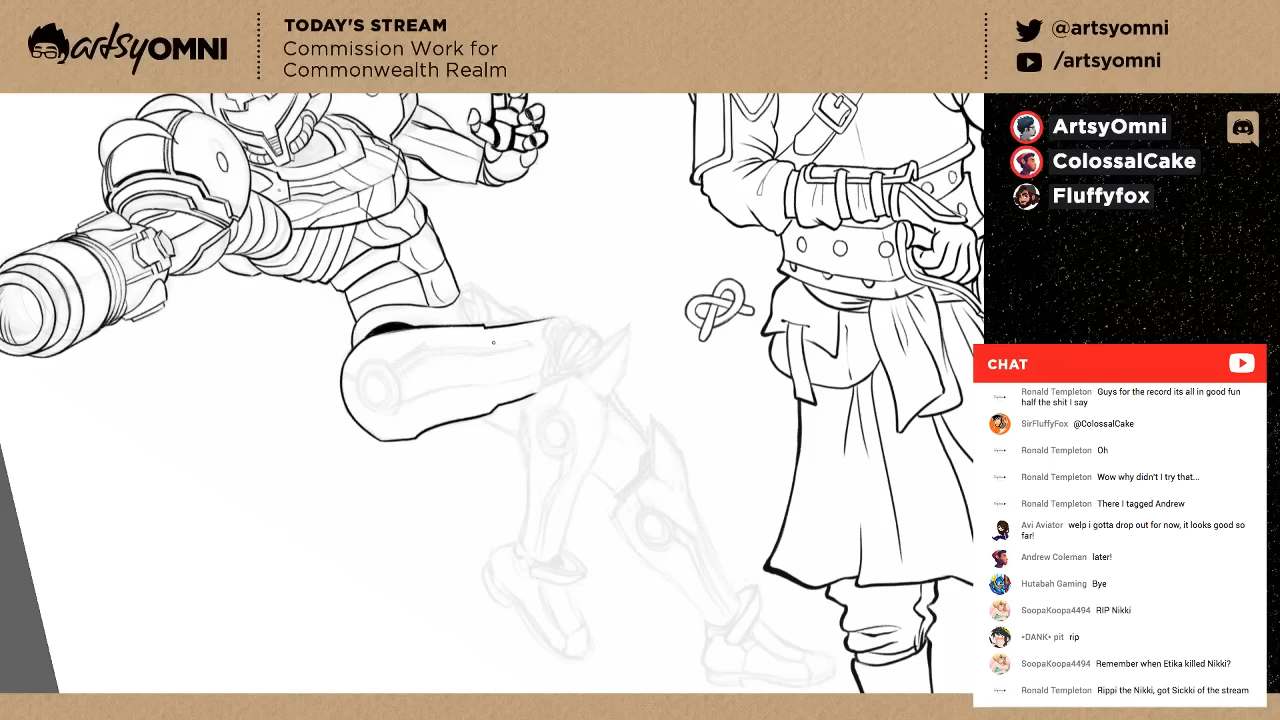 artsyOMNI
TODAY'S STREAM
Commission Work for
Commonwealth Realm
@artsyomni
/artsyomni
ArtsyOmni
ColossalCake
Fluffyfox
CHAT
Ronald Templeton Guys for the record its all in good fun
half the shit I say
SirFluffyFox @ColossalCake
Ronald Templeton Oh
Ronald Templeton Wow why didn't I try that...
Ronald Templeton There I tagged Andrew
Avi Aviator welp i gotta drop out for now, it looks good so
far!
Andrew Coleman later!
Hutabah Gaming Bye
SoopaKoopa4494 RIP Nikki
•DANK• pit rip
SoopaKoopa4494 Remember when Etika killed Nikki?
Ronald Templeton Rippi the Nikki, got Sickki of the stream